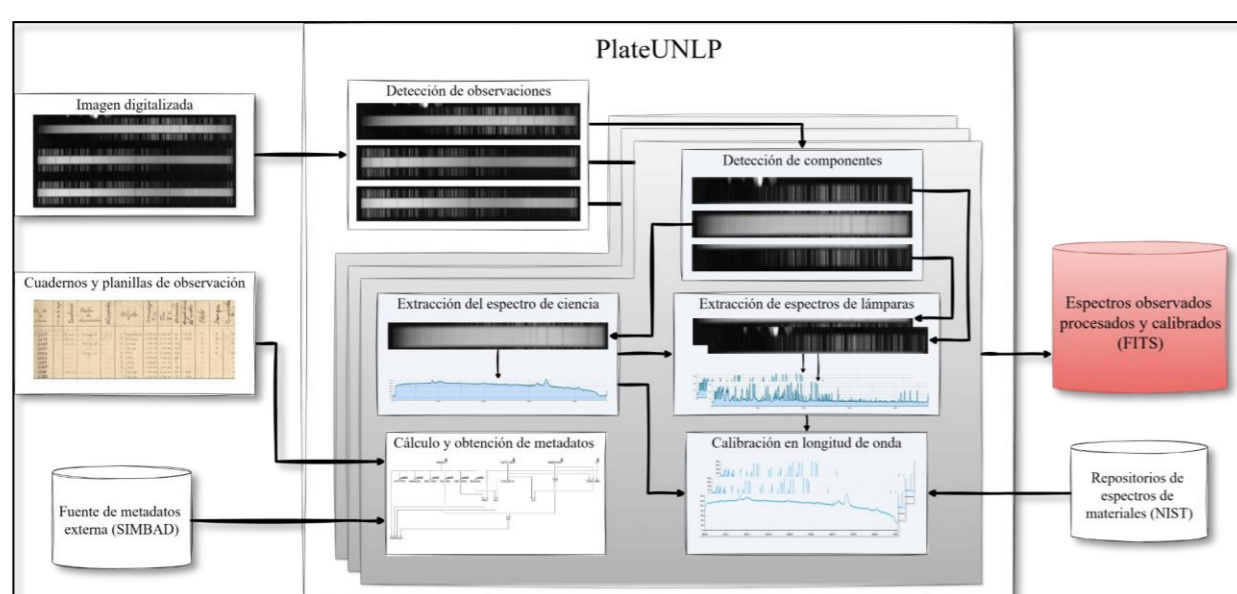 PlateUNLP
Imagen digitalizada
Detección de observaciones
Detección de componentes
Cuadernos y planillas de observación
Extracción del espectro de ciencia
Extracción de espectros de lámparas
Espectros observados
procesados y calibrados
(FITS)
Cálculo y obtención de metadatos
Calibración en longitud de onda
Fuente de metadatos
externa (SIMBAD)
Repositorios de
espectros de
materiales (NIST)